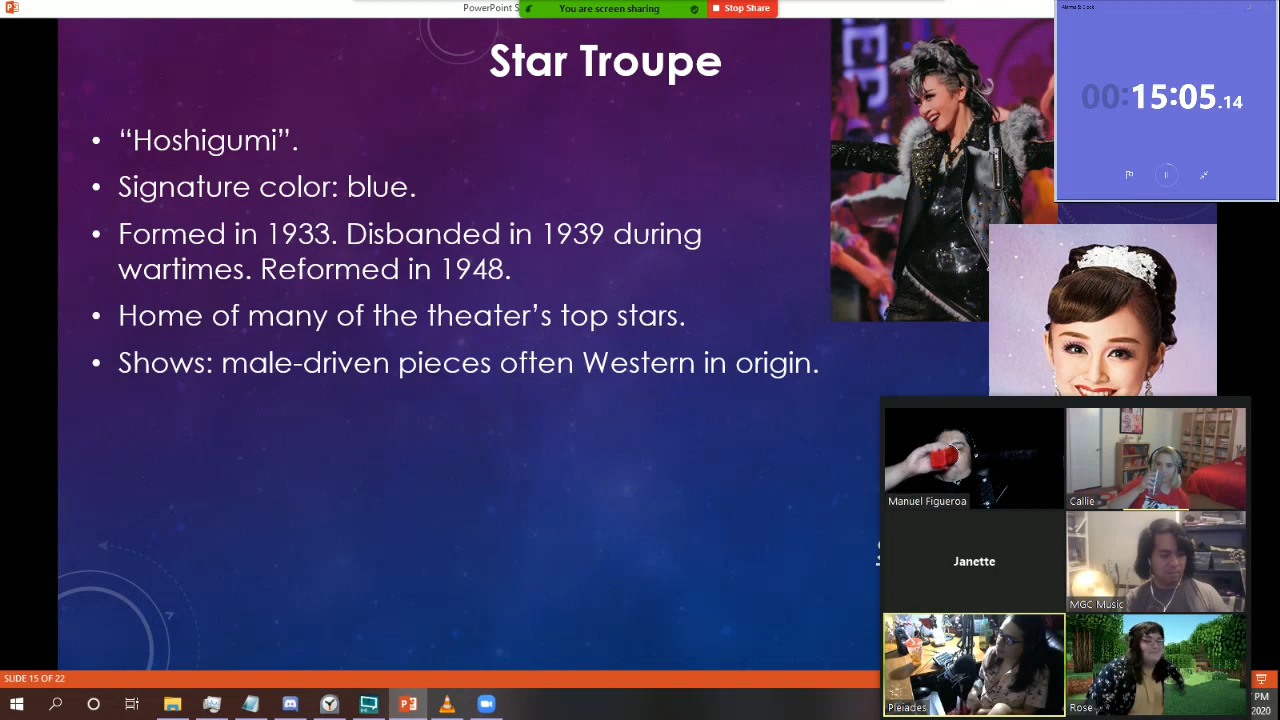 PowerPoint S
You are screen sharing
Stop Share
Star Troupe
00:15:05.14
• “Hoshigumi”.
• Signature color: blue.
• Formed in 1933. Disbanded in 1939 during
wartimes. Reformed in 1948.
• Home of many of the theater’s top stars.
• Shows: male-driven pieces often Western in origin.
Manuel Figueroa
Callie
Janette
MGC Music
Pleiades
Rose
SLIDE 15 OF 22
PM
2020